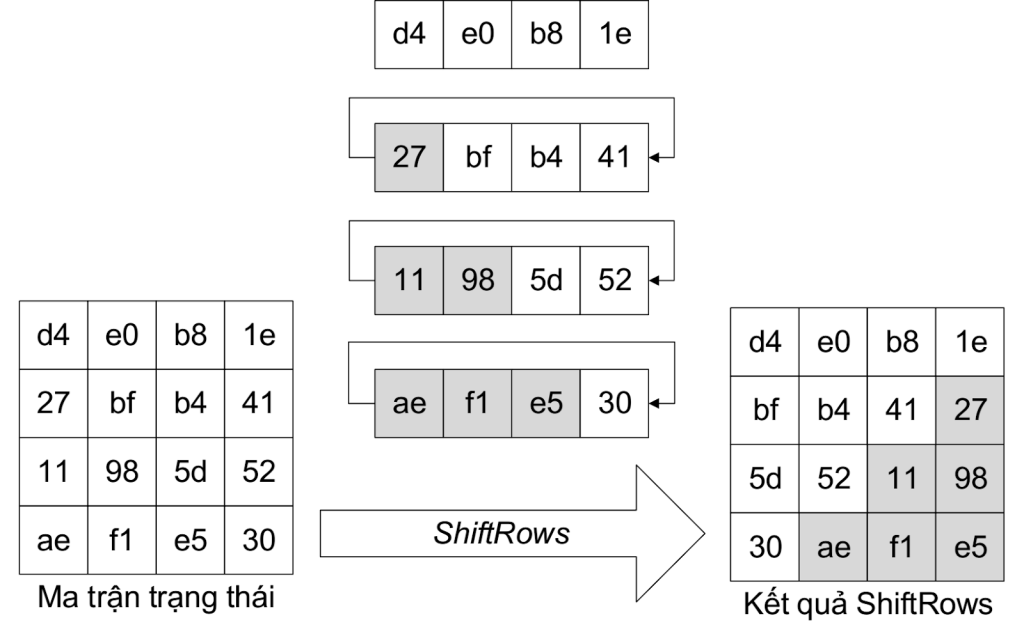 d4 e0 b8 1e
27 bf b4 41
11 98 5d 52
ae f1 e5 30
d4 e0 b8 1e
27 bf b4 41
11 98 5d 52
ae f1 e5 30
Ma trận trạng thái
ShiftRows
d4 e0 b8 1e
bf b4 41 27
5d 52 11 98
30 ae f1 e5
Kết quả ShiftRows